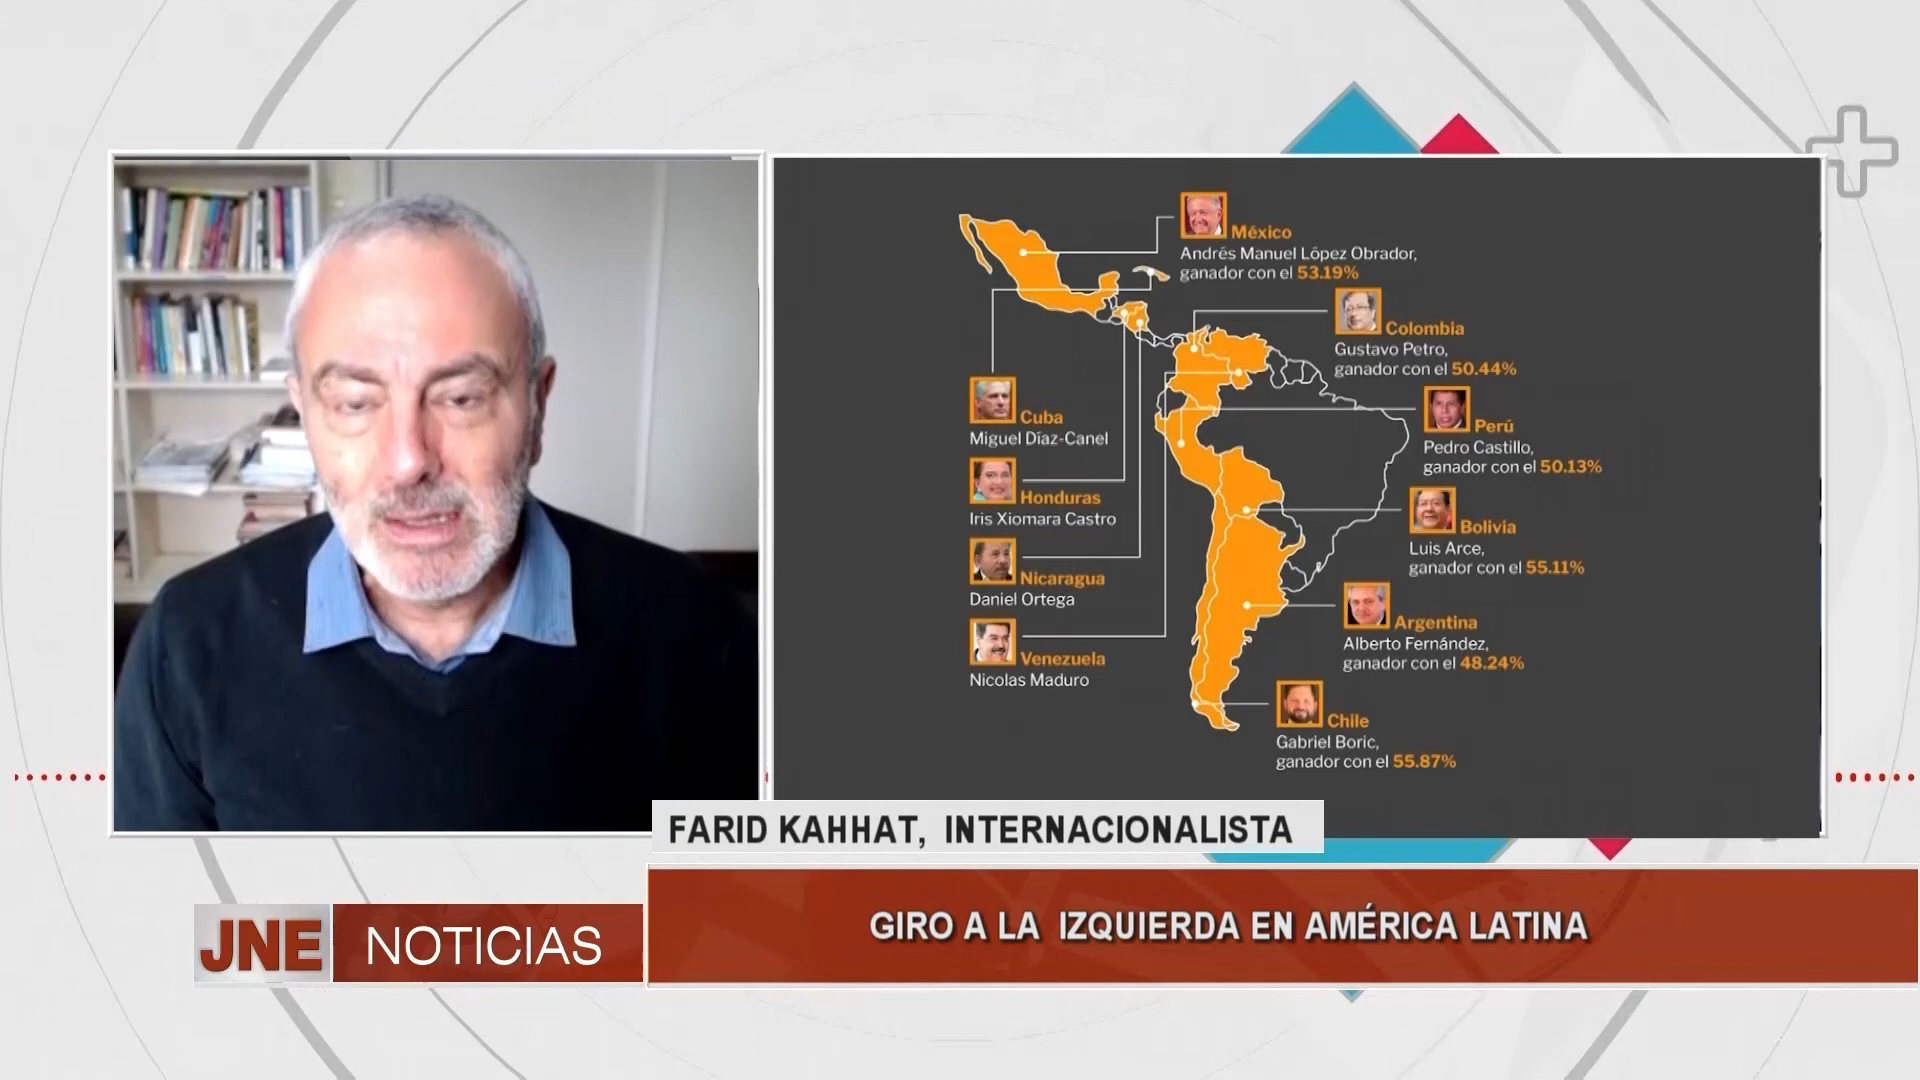 México
Andrés Manuel López Obrador,
ganador con el 53.19%
Colombia
Gustavo Petro,
ganador con el 50.44%
Perú
Pedro Castillo,
ganador con el 50.13%
Bolivia
Luis Arce,
ganador con el 55.11%
Argentina
Alberto Fernández,
ganador con el 48.24%
Chile
Gabriel Boric,
ganador con el 55.87%
Cuba
Miguel Díaz-Canel
Honduras
Iris Xiomara Castro
Nicaragua
Daniel Ortega
Venezuela
Nicolas Maduro
FARID KAHHAT, INTERNACIONALISTA
GIRO A LA IZQUIERDA EN AMÉRICA LATINA
JNE NOTICIAS